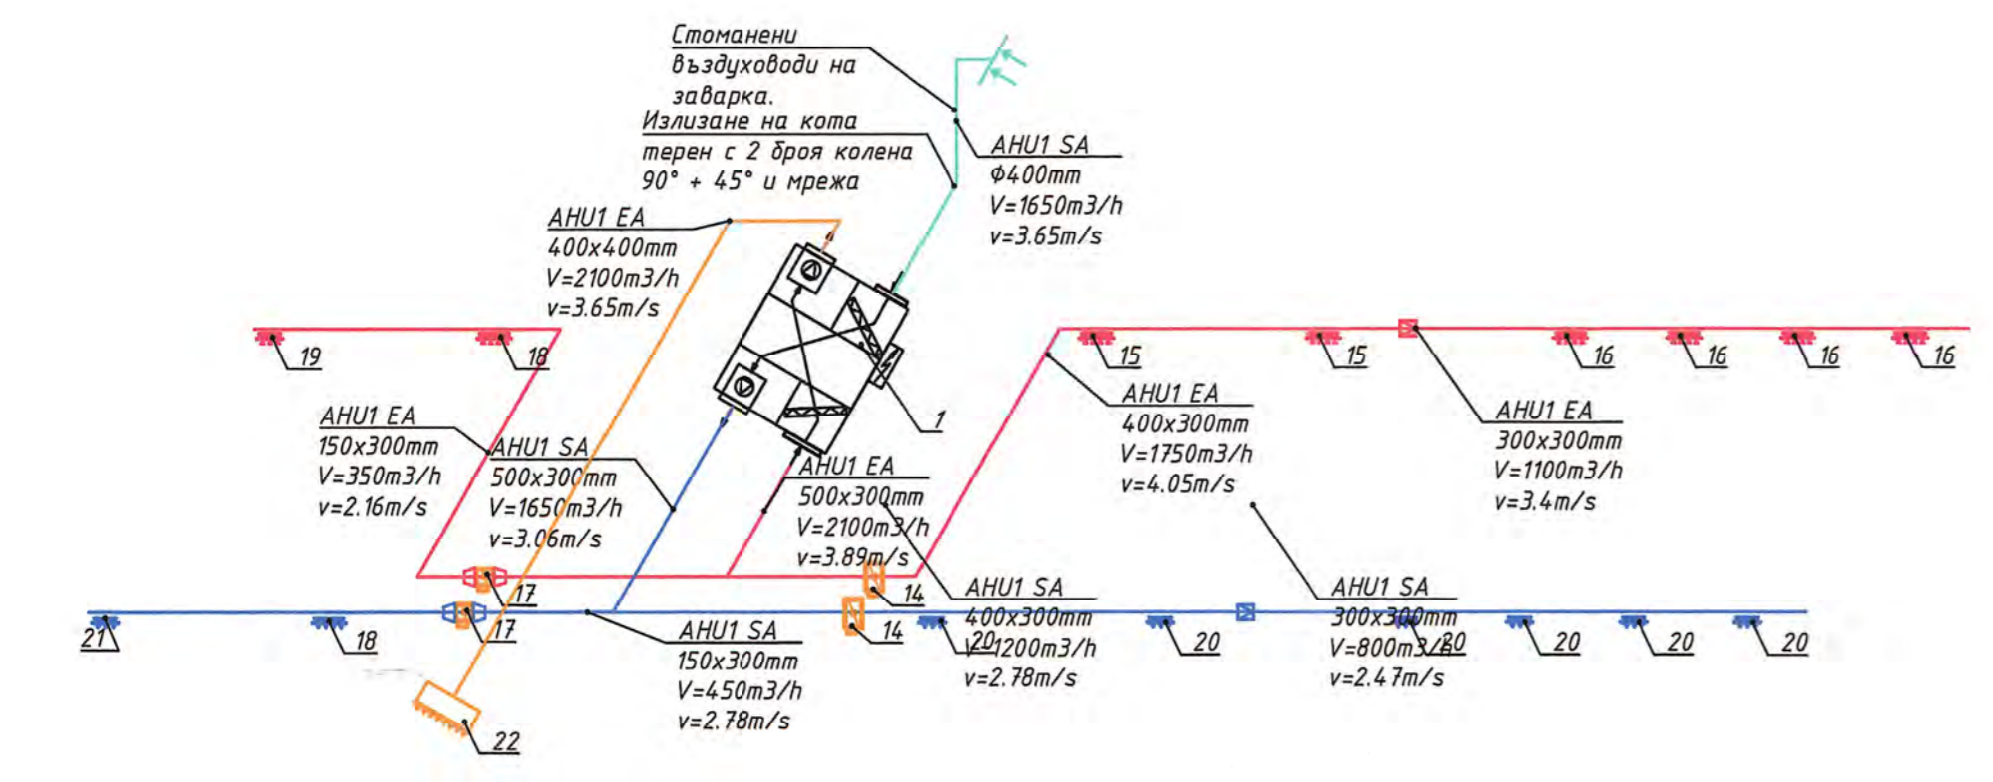 Стоманени
въздуховоди на
заварка.
Излизане на кота
терен с 2 броя колена
90° + 45° и мрежа
AHU1 SA
ϕ400mm
V=1650m3/h
v=3.65m/s
AHU1 EA
400x400mm
V=2100m3/h
v=3.65m/s
19
18
15
15
16
16
16
16
1
AHU1 EA
150x300mm
V=350m3/h
v=2.16m/s
AHU1 SA
500x300mm
V=1650m3/h
v=3.06m/s
AHU1 EA
500x300mm
V=2100m3/h
v=3.89m/s
AHU1 EA
400x300mm
V=1750m3/h
v=4.05m/s
AHU1 EA
300x300mm
V=1100m3/h
v=3.4m/s
17
14
21
18
17
14
20
20
20
20
20
20
AHU1 SA
150x300mm
V=450m3/h
v=2.78m/s
AHU1 SA
400x300mm
V=1200m3/h
v=2.78m/s
AHU1 SA
300x300mm
V=800m3/h
v=2.47m/s
22